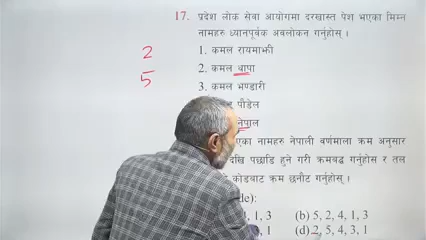 17. प्रदेश लोक सेवा आयोगमा दरखास्त पेश भएका मिम्न
नामहरु ध्यानपूर्वक अवलोकन गर्नुहोस् ।
2
1. कमल रायमाझी
2. कमल थापा
5
3. कमल भण्डारी
पौंडेल
नेपाल
एका नामहरु नेपाली वर्णमाला क्रम अनुसार
देखि पछाडि हुने गरी क्रमबद्ध गर्नुहोस् र तल
कोडबाट क्रम छनौट गर्नुहोस् ।
de):
1, 3 (b) 5, 2, 4, 1, 3
3, 1 (d) 2, 5, 4, 3, 1